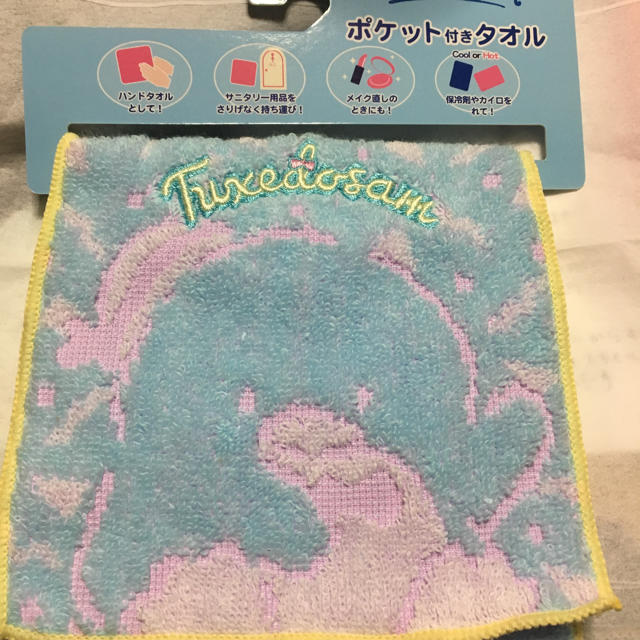 ポケット付きタオル
Cool or Hot
ハンドタオル
として！
サニタリー用品を
さりげなく持ち運び！
メイク直しの
ときにも！
保冷剤やカイロを
いれて！
Tuxedosam